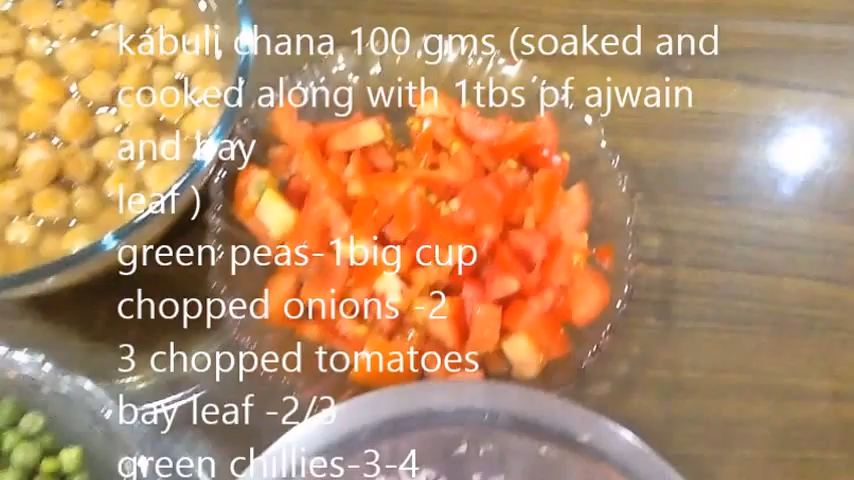 kabuli chana 100 gms (soaked and
cooked along with 1tbs pf ajwain
and bay
leaf )
green peas-1big cup
chopped onions -2
3 chopped tomatoes
bay leaf -2/3
green chillies-3-4